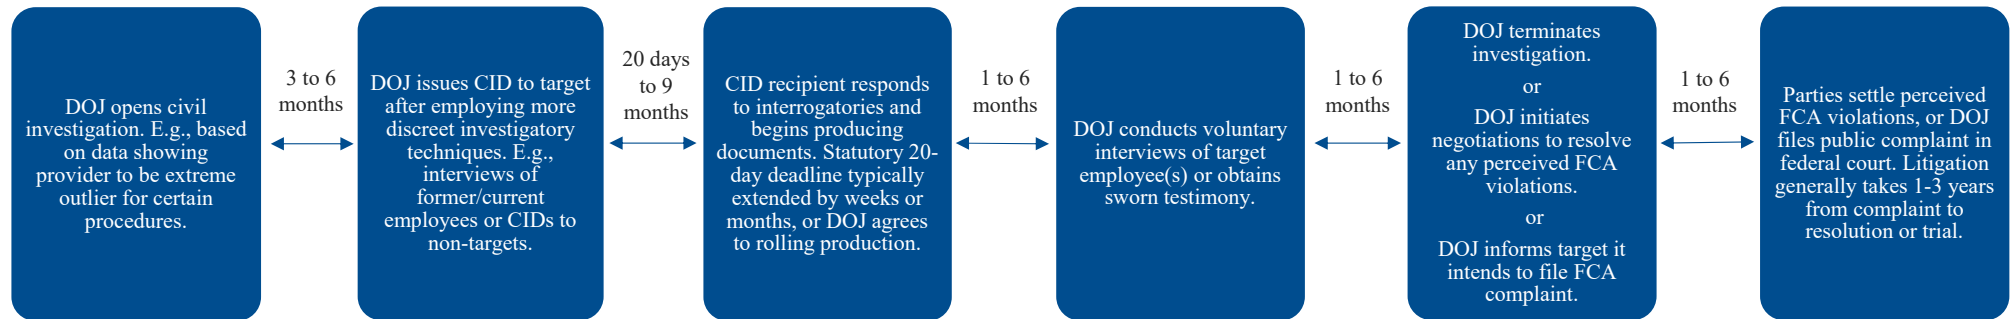 DOJ opens civil
investigation. E.g., based
on data showing
provider to be extreme
outlier for certain
procedures.
3 to 6
months
DOJ issues CID to target
after employing more
discreet investigatory
techniques. E.g.,
interviews of
former/current
employees or CIDs to
non-targets.
20 days
to 9
months
CID recipient responds
to interrogatories and
begins producing
documents. Statutory 20-
day deadline typically
extended by weeks or
months, or DOJ agrees
to rolling production.
1 to 6
months
DOJ conducts voluntary
interviews of target
employee(s) or obtains
sworn testimony.
1 to 6
months
DOJ terminates
investigation.
or
DOJ initiates
negotiations to resolve
any perceived FCA
violations.
or
DOJ informs target it
intends to file FCA
complaint.
1 to 6
months
Parties settle perceived
FCA violations, or DOJ
files public complaint in
federal court. Litigation
generally takes 1-3 years
from complaint to
resolution or trial.